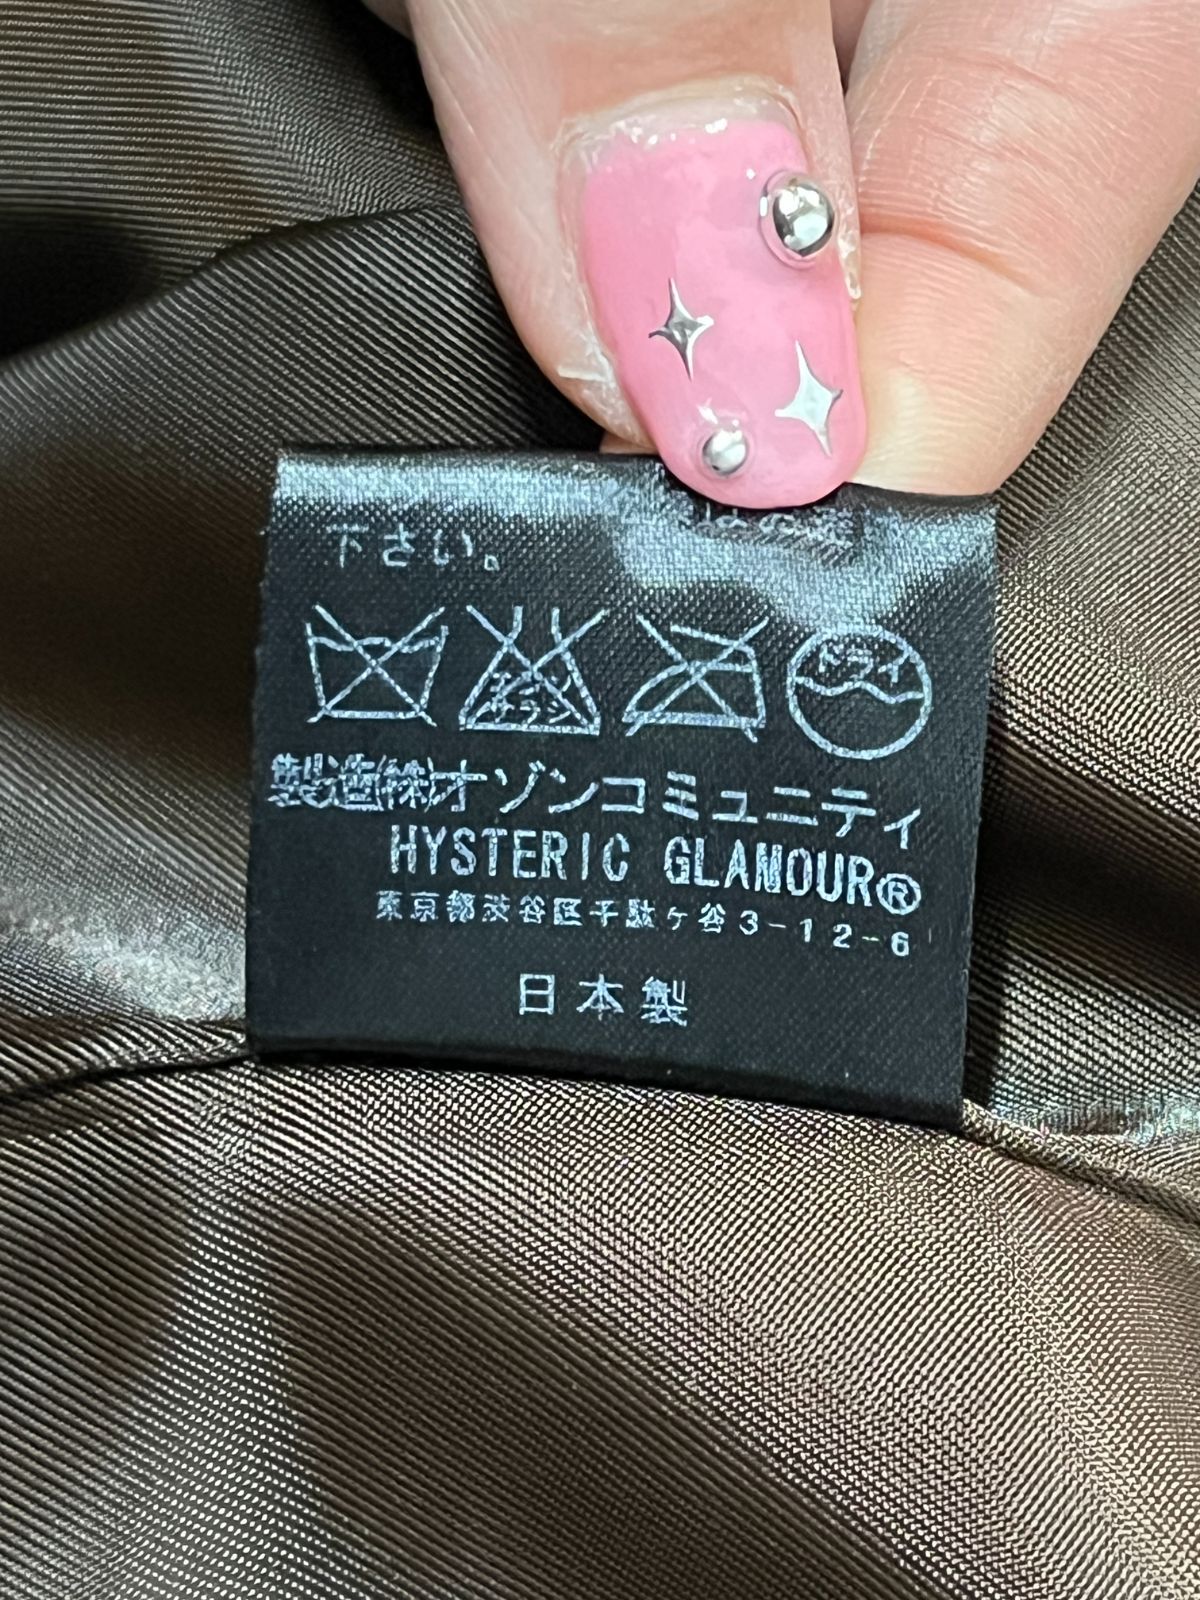 下さい。
エンソ
サラシ
ドライ
製造㈱オゾンコミュニティ
HYSTERIC GLAMOUR®
東京都渋谷区千駄ヶ谷3-12-6
日本製